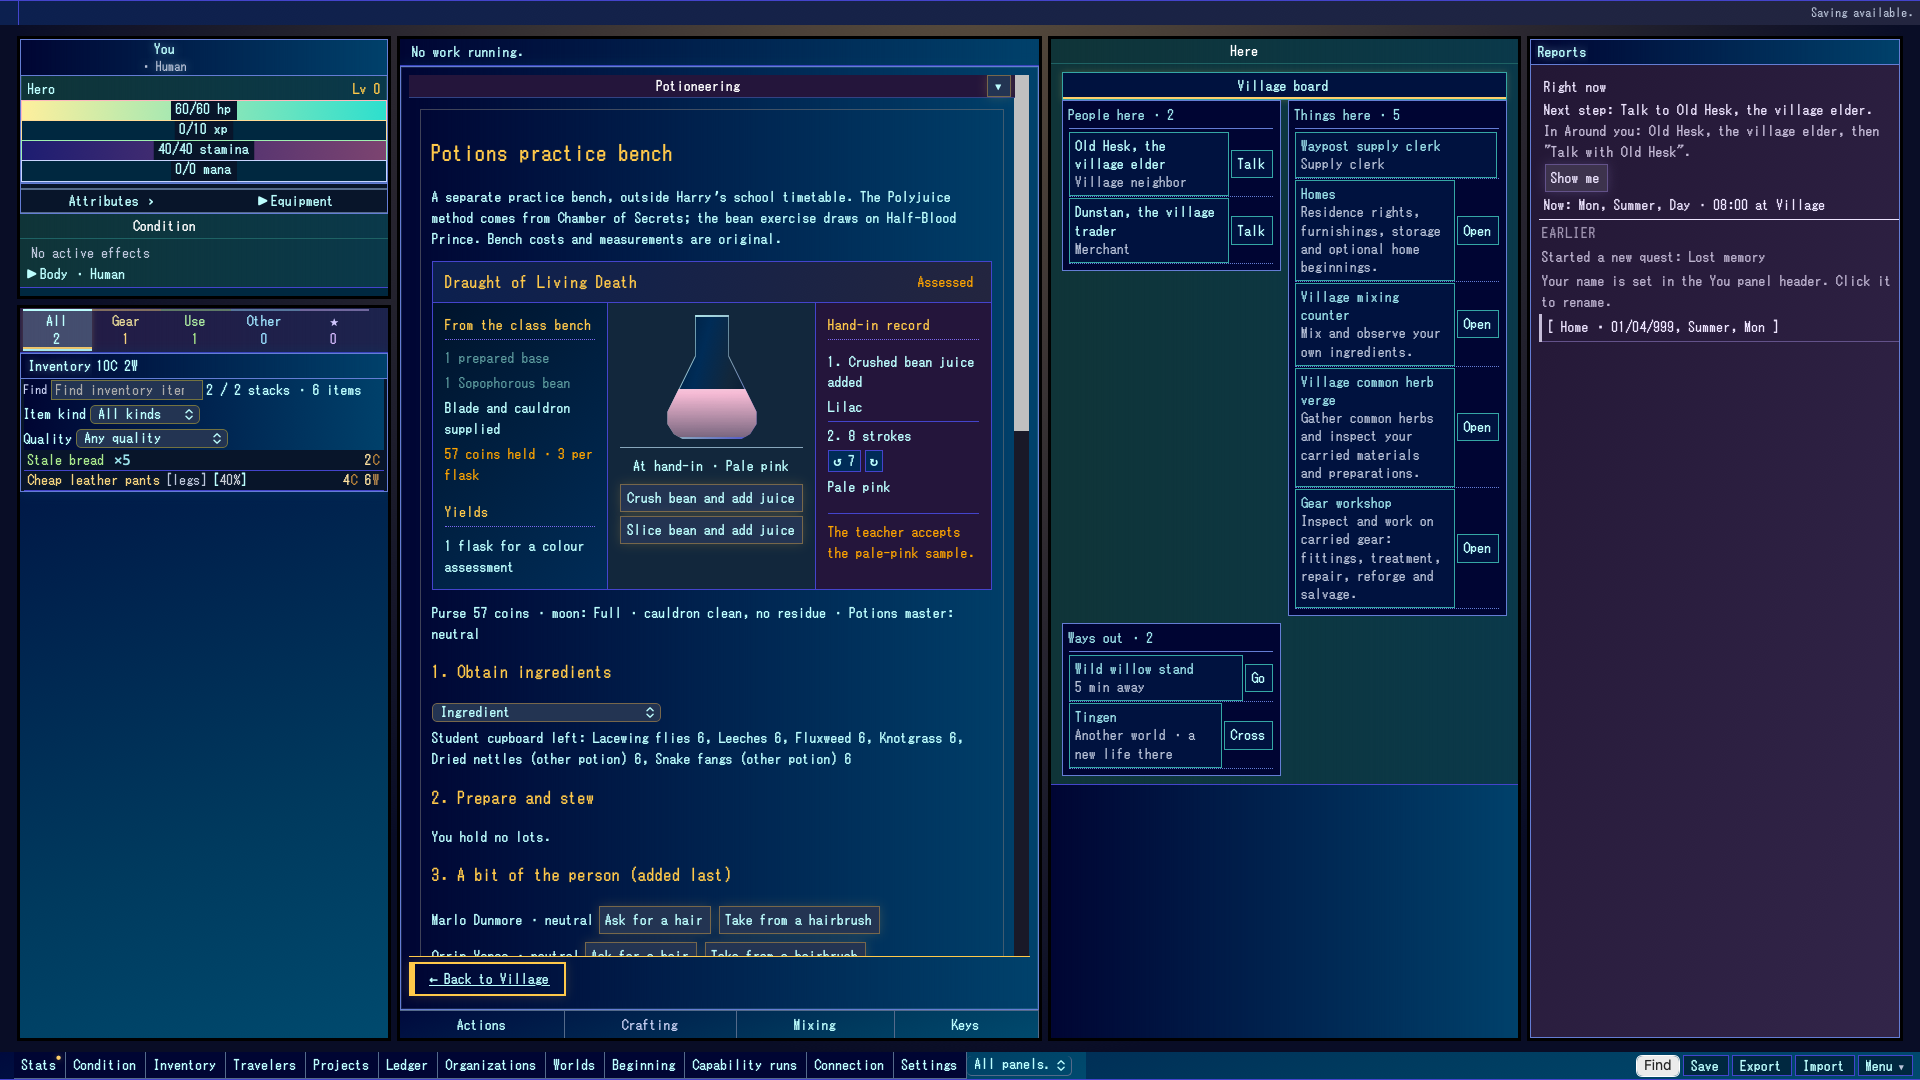 Saving available.
You
· Human
Hero
Lv 0
60/60 hp
0/10 xp
40/40 stamina
0/0 mana
Attributes ›
▶Equipment
Condition
No active effects
▶Body · Human
All
2
Gear
1
Use
1
Other
0
★
0
Inventory 10C 2W
Find
Find inventory iter
2 / 2 stacks · 6 items
Item kind
All kinds
Quality
Any quality
Stale bread ×5
2C
Cheap leather pants [legs] [40%]
4C 6W
No work running.
Potioneering
▼
Potions practice bench
A separate practice bench, outside Harry's school timetable. The Polyjuice
method comes from Chamber of Secrets; the bean exercise draws on Half-Blood
Prince. Bench costs and measurements are original.
Draught of Living Death
Assessed
From the class bench
1 prepared base
1 Sopophorous bean
Blade and cauldron
supplied
57 coins held · 3 per
flask
Yields
1 flask for a colour
assessment
At hand-in · Pale pink
Crush bean and add juice
Slice bean and add juice
Hand-in record
1. Crushed bean juice
added
Lilac
2. 8 strokes
↺ 7
↻
Pale pink
The teacher accepts
the pale-pink sample.
Purse 57 coins · moon: Full · cauldron clean, no residue · Potions master:
neutral
1. Obtain ingredients
Ingredient
Student cupboard left: Lacewing flies 6, Leeches 6, Fluxweed 6, Knotgrass 6,
Dried nettles (other potion) 6, Snake fangs (other potion) 6
2. Prepare and stew
You hold no lots.
3. A bit of the person (added last)
Marlo Dunmore · neutral
Ask for a hair
Take from a hairbrush
← Back to Village
Actions
Crafting
Mixing
Keys
Here
Village board
People here · 2
Old Hesk, the
village elder
Village neighbor
Talk
Dunstan, the village
trader
Merchant
Talk
Things here · 5
Waypost supply clerk
Supply clerk
Homes
Residence rights,
furnishings, storage
and optional home
beginnings.
Open
Village mixing
counter
Mix and observe your
own ingredients.
Open
Village common herb
verge
Gather common herbs
and inspect your
carried materials
and preparations.
Open
Gear workshop
Inspect and work on
carried gear:
fittings, treatment,
repair, reforge and
salvage.
Open
Ways out · 2
Wild willow stand
5 min away
Go
Tingen
Another world · a
new life there
Cross
Reports
Right now
Next step: Talk to Old Hesk, the village elder.
In Around you: Old Hesk, the village elder, then
"Talk with Old Hesk".
Show me
Now: Mon, Summer, Day · 08:00 at Village
EARLIER
Started a new quest: Lost memory
Your name is set in the You panel header. Click it
to rename.
[ Home · 01/04/999, Summer, Mon ]
Stats
Condition
Inventory
Travelers
Projects
Ledger
Organizations
Worlds
Beginning
Capability runs
Connection
Settings
All panels.
Find
Save
Export
Import
Menu ▾